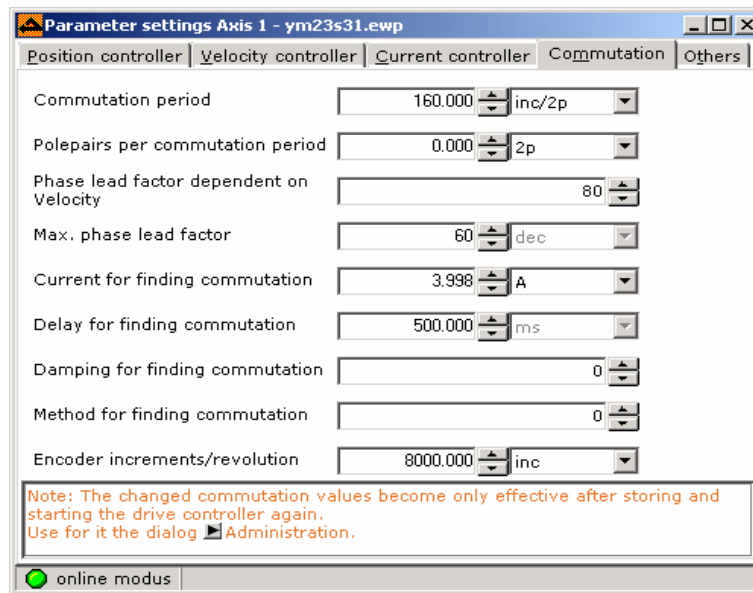 Parameter settings Axis 1 - ym23s31.ewp
Position controller Velocity controller Current controller Commutation Others
Commutation period 160.000 inc/2p
Polepairs per commutation period 0.000 2p
Phase lead factor dependent on
Velocity 80
Max. phase lead factor 60 dec
Current for finding commutation 3.998 A
Delay for finding commutation 500.000 ms
Damping for finding commutation 0
Method for finding commutation 0
Encoder increments/revolution 8000.000 inc
Note: The changed commutation values become only effective after storing and
starting the drive controller again.
Use for it the dialog Administration.
online modus